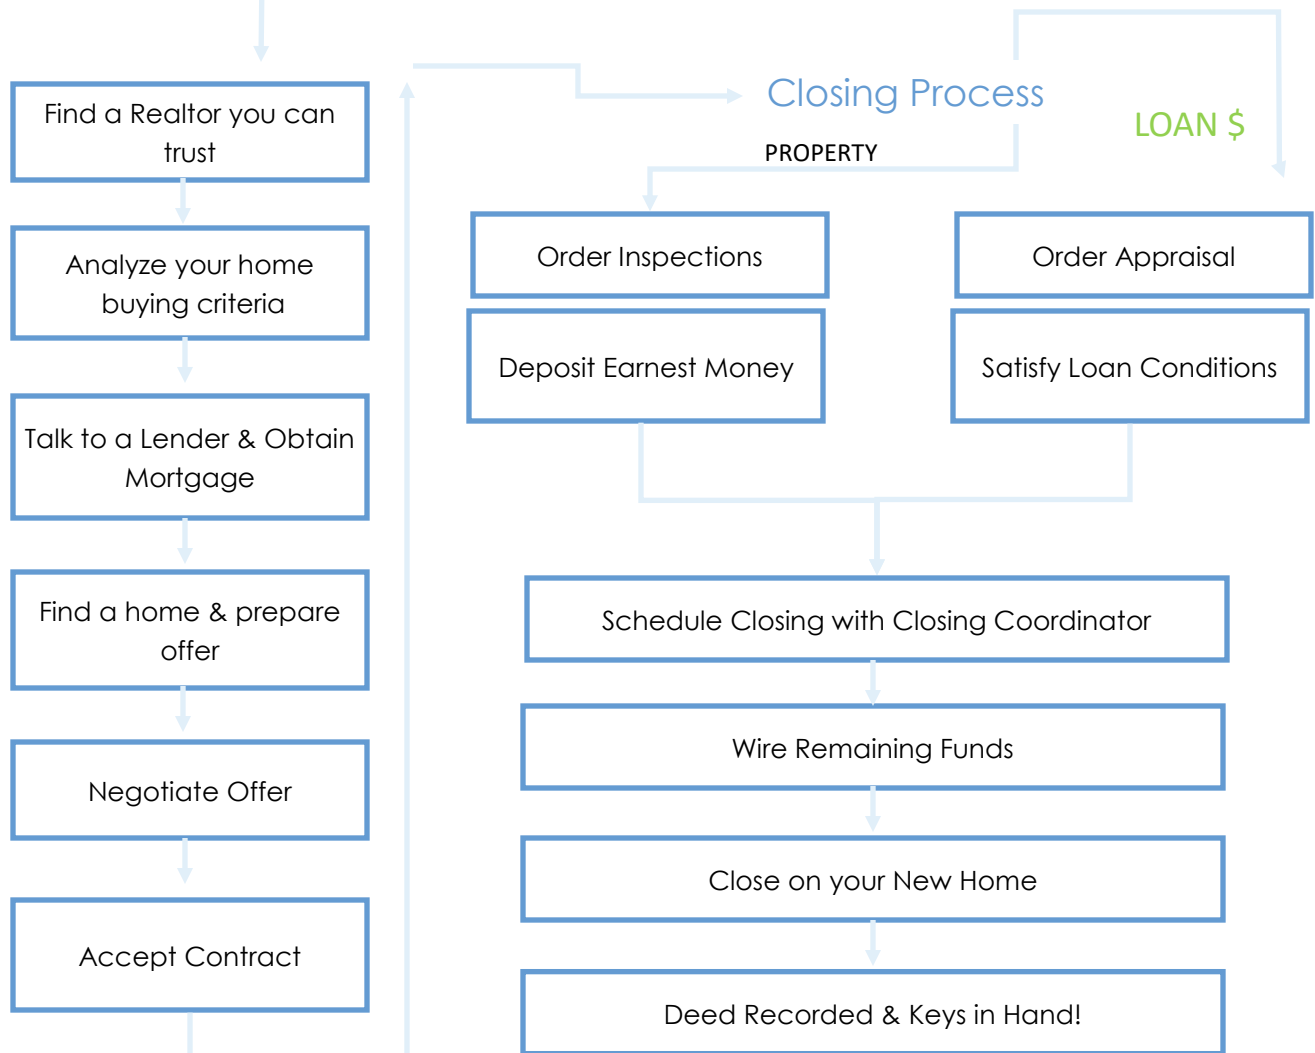 Find a Realtor you can
trust
Analyze your home
buying criteria
Talk to a Lender & Obtain
Mortgage
Find a home & prepare
offer
Negotiate Offer
Accept Contract
Closing Process
PROPERTY
LOAN $
Order Inspections
Deposit Earnest Money
Order Appraisal
Satisfy Loan Conditions
Schedule Closing with Closing Coordinator
Wire Remaining Funds
Close on your New Home
Deed Recorded & Keys in Hand!